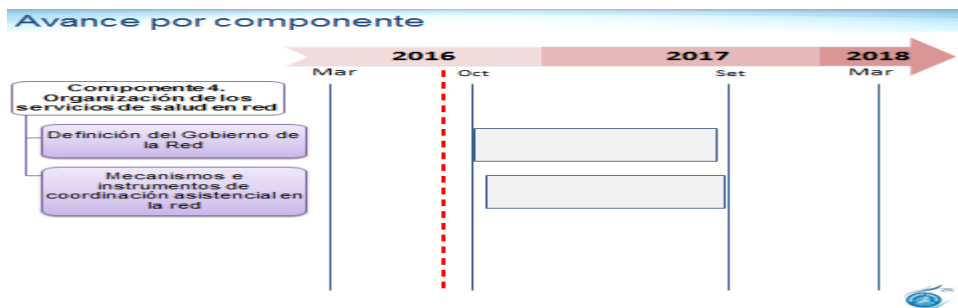 Avance por componente
2016
2017
2018
Mar
Oct
Set
Mar
Componente 4.
Organización de los
servicios de salud en red
Definición del Gobierno de
la Red
Mecanismos e
instrumentos de
coordinación asistencial en
la red